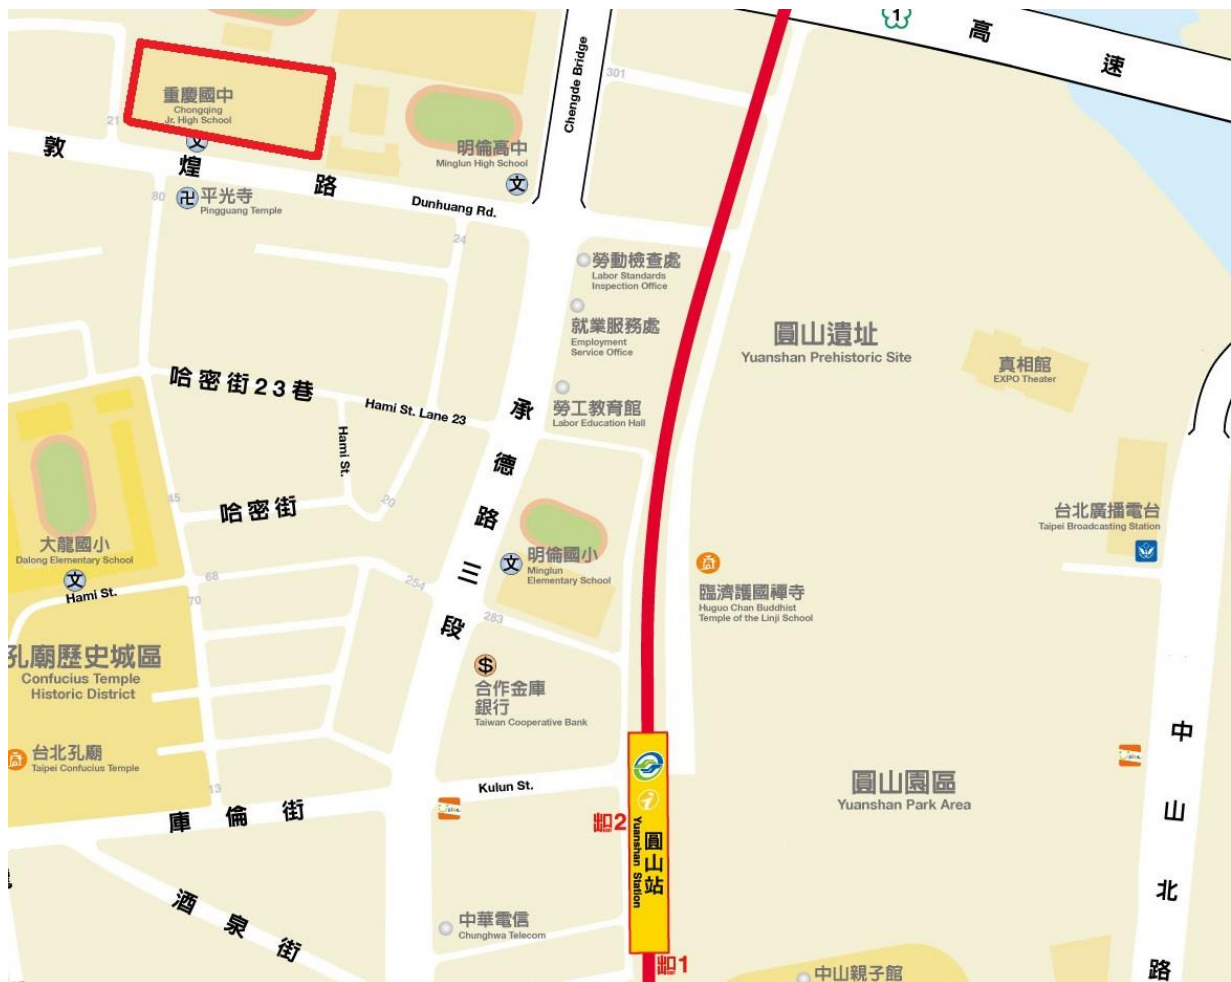 1
高速
301
Chengde Bridge
重慶國中
Chongqing
Jr. High School
21
文
敦煌路
明倫高中
Minglun High School
文
80
卍
平光寺
Pingguang Temple
Dunhuang Rd.
24
勞動檢查處
Labor Standards
Inspection Office
就業服務處
Employment
Service Office
圓山遺址
Yuanshan Prehistoric Site
真相館
EXPO Theater
哈密街23巷
Hami St. Lane 23
勞工教育館
Labor Education Hall
承德路三段
Hami St.
45
哈密街
20
台北廣播電台
Taipei Broadcasting Station
大龍國小
Dalong Elementary School
文
Hami St.
明倫國小
Minglun
Elementary School
文
68
70
254
283
臨濟護國禪寺
Huguo Chan Buddhist
Temple of the Linji School
孔廟歷史城區
Confucius Temple
Historic District
$
合作金庫
銀行
Taiwan Cooperative Bank
台北孔廟
Taipei Confucius Temple
中山北路
13
Kulun St.
圓山園區
Yuanshan Park Area
庫倫街
i
出口2
圓山站
Yuanshan Station
酒泉街
中華電信
Chunghwa Telecom
出口1
中山親子館